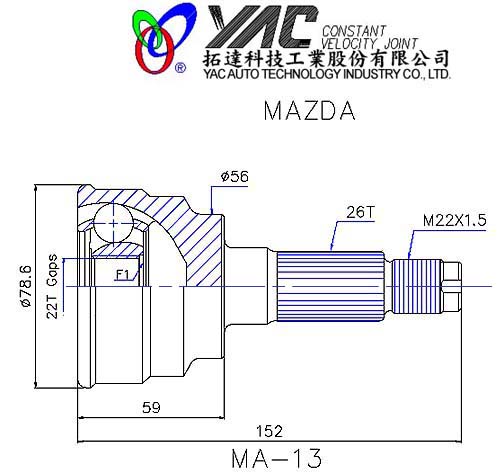 YAC CONSTANT
VELOCITY JOINT
®
拓達科技工業股份有限公司
YAC AUTO TECHNOLOGY INDUSTRY CO., LTD.
MAZDA
ø56
26T
M22X1.5
ø78.6
22T Gaps
F1
59
152
MA-13